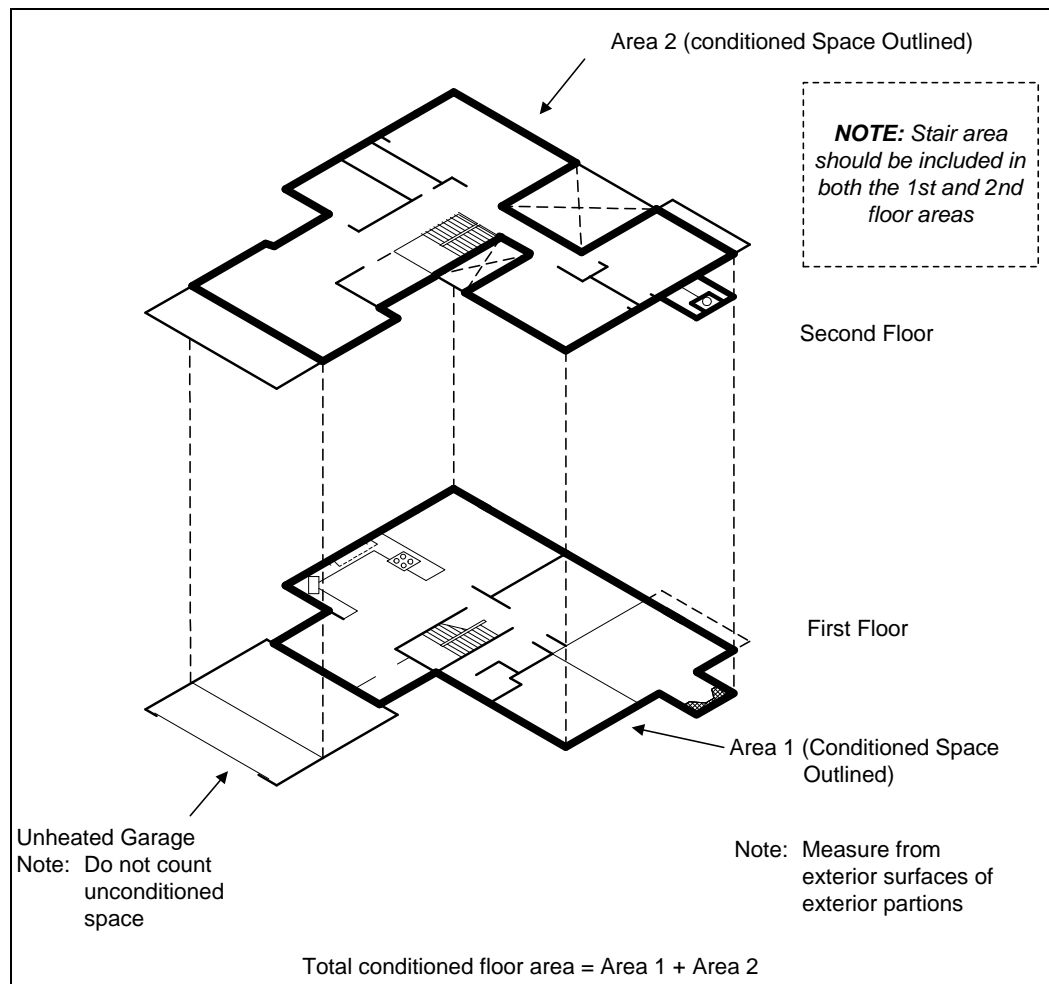 Area 2 (conditioned Space Outlined)
NOTE: Stair area
should be included in
both the 1st and 2nd
floor areas
Second Floor
First Floor
Area 1 (Conditioned Space
Outlined)
Unheated Garage
Note: Do not count
unconditioned
space
Note: Measure from
exterior surfaces of
exterior partions
Total conditioned floor area = Area 1 + Area 2